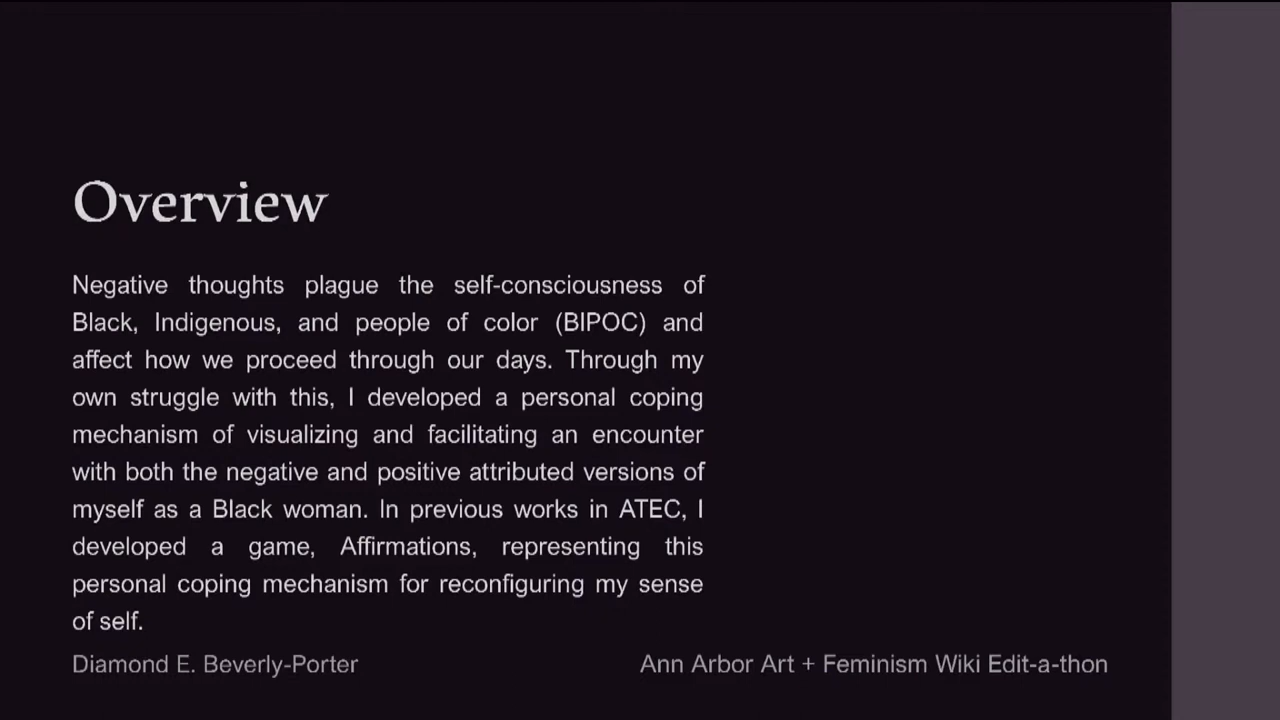 Overview
Negative thoughts plague the self-consciousness of
Black, Indigenous, and people of color (BIPOC) and
affect how we proceed through our days. Through my
own struggle with this, I developed a personal coping
mechanism of visualizing and facilitating an encounter
with both the negative and positive attributed versions of
myself as a Black woman. In previous works in ATEC, I
developed a game, Affirmations, representing this
personal coping mechanism for reconfiguring my sense
of self.
Diamond E. Beverly-Porter
Ann Arbor Art + Feminism Wiki Edit-a-thon